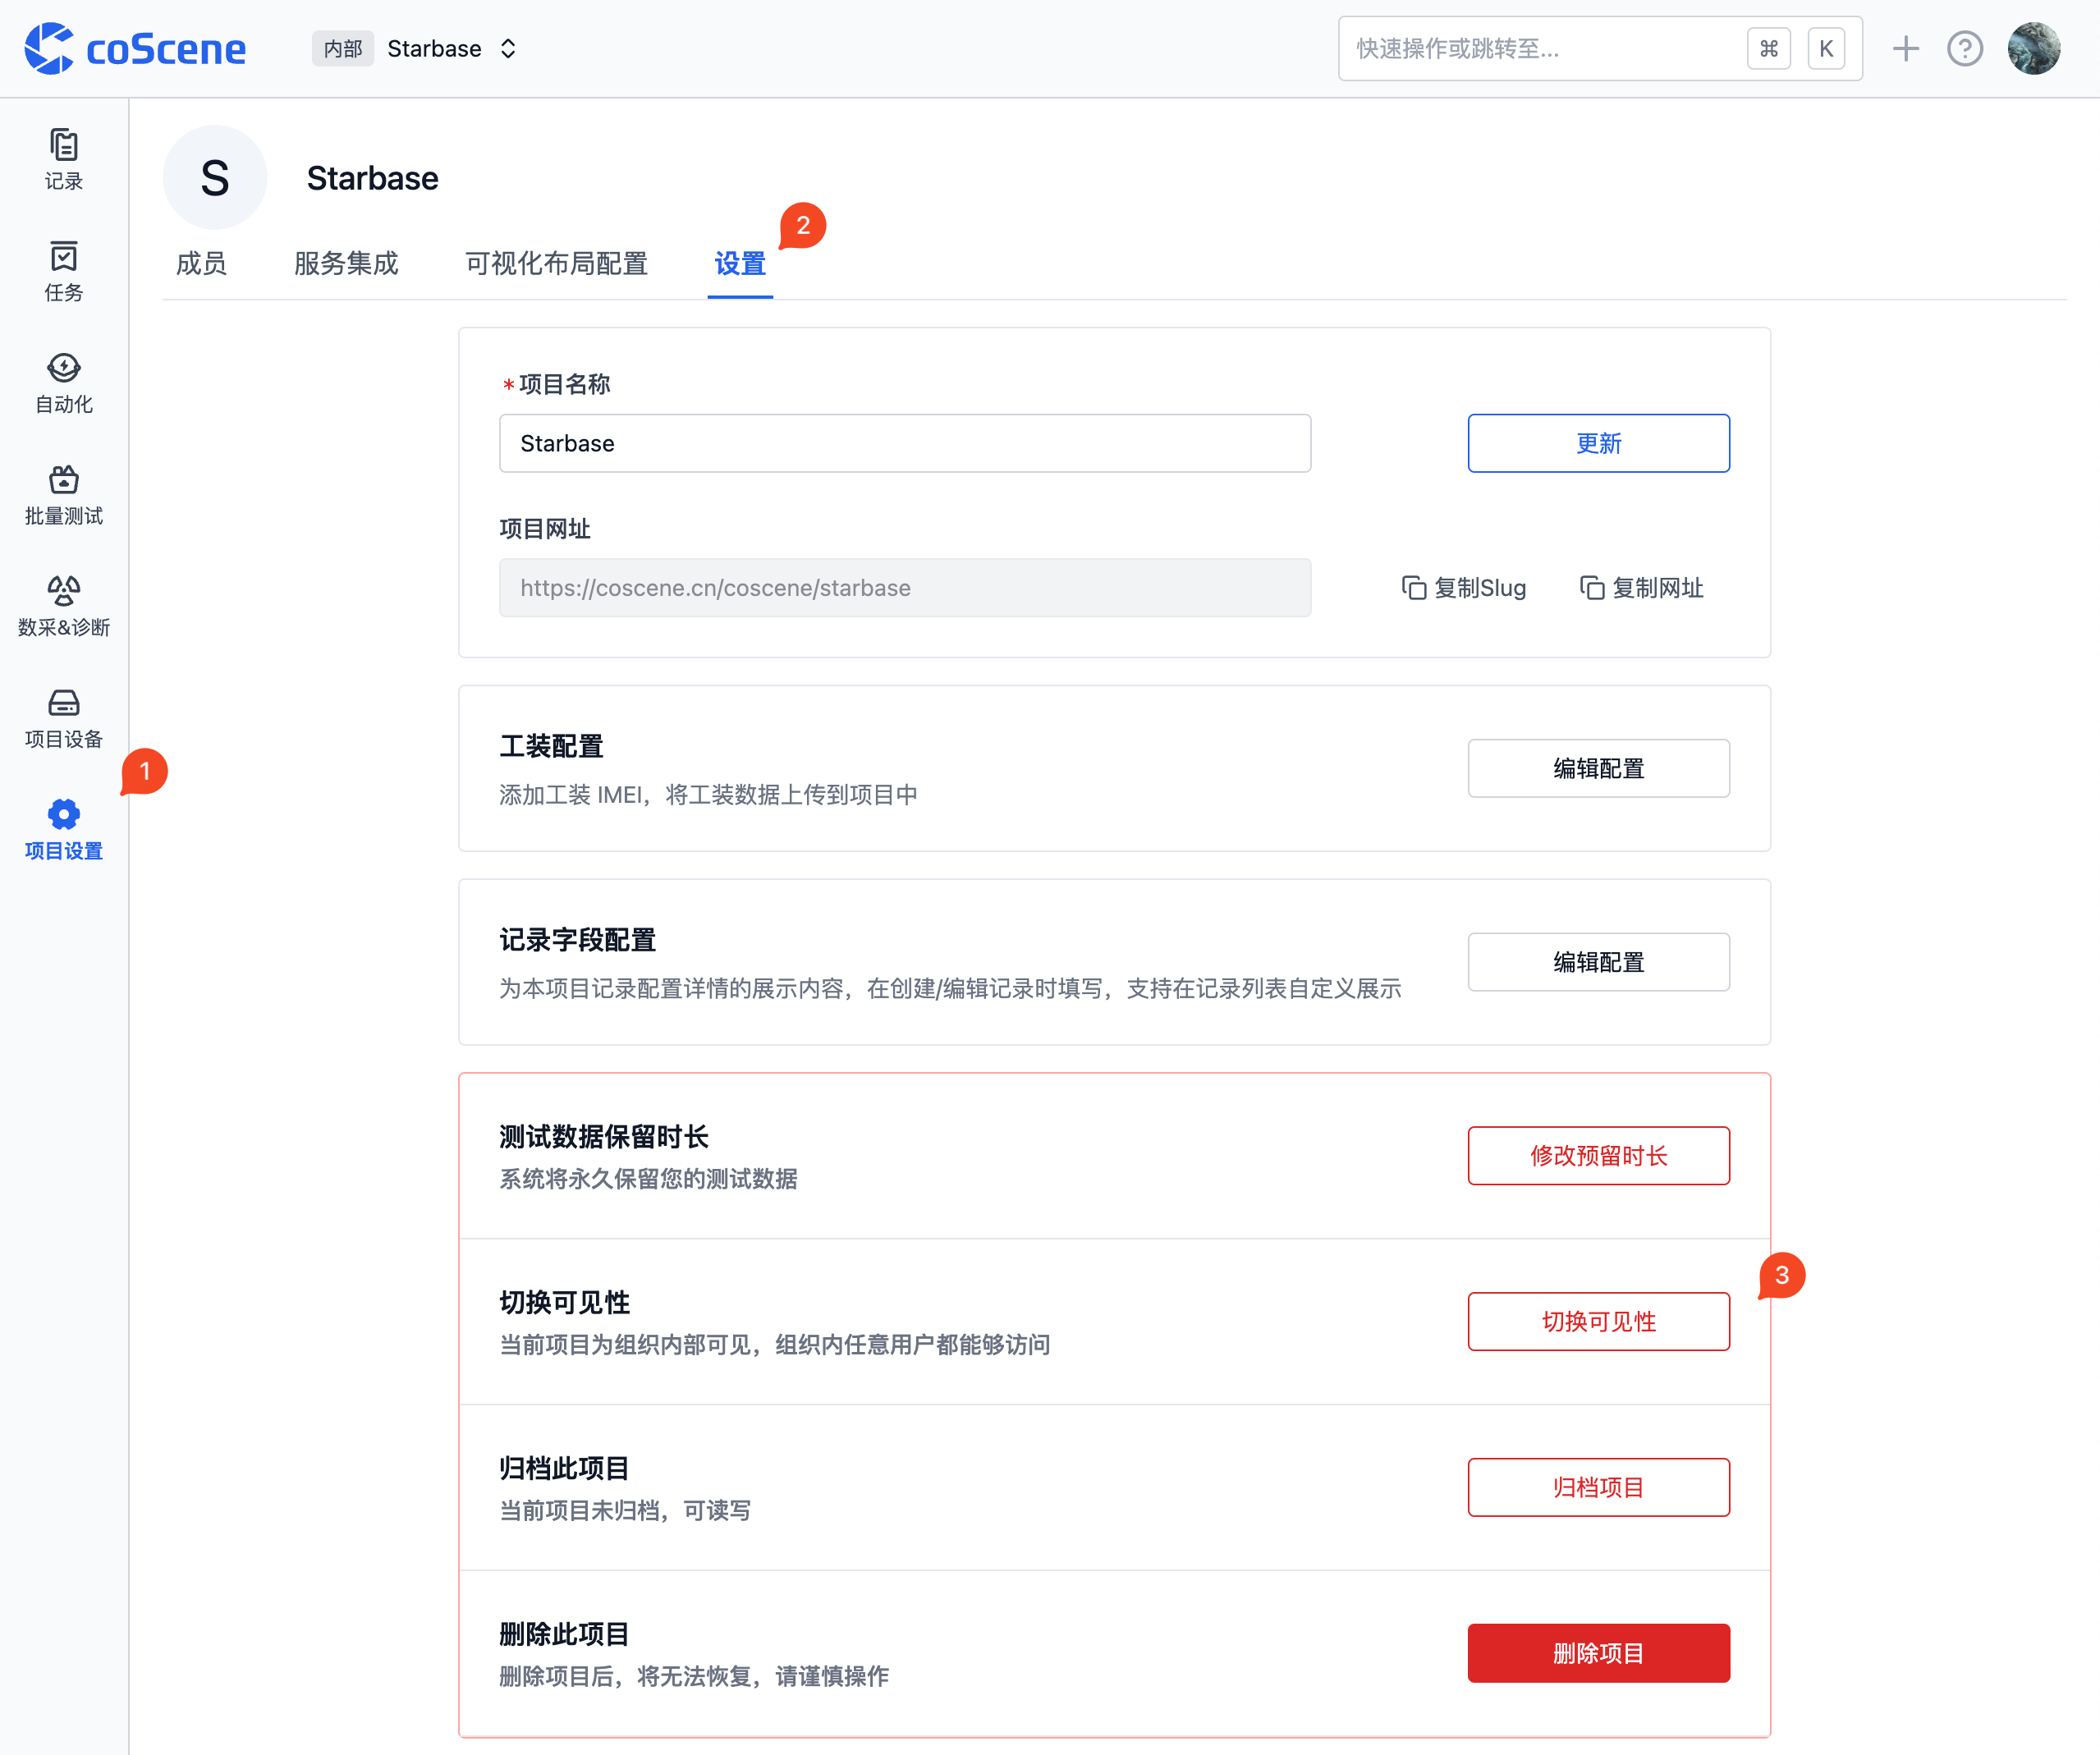 coScene
内部 Starbase
快速操作或跳转至... ⌘ K
记录
任务
自动化
批量测试
数采&诊断
项目设备
1
项目设置
S
Starbase
2
成员 服务集成 可视化布局配置 设置
*项目名称
Starbase
更新
项目网址
https://coscene.cn/coscene/starbase
复制Slug 复制网址
工装配置
添加工装 IMEI，将工装数据上传到项目中
编辑配置
记录字段配置
为本项目记录配置详情的展示内容，在创建/编辑记录时填写，支持在记录列表自定义展示
编辑配置
测试数据保留时长
系统将永久保留您的测试数据
修改预留时长
3
切换可见性
当前项目为组织内部可见，组织内任意用户都能够访问
切换可见性
归档此项目
当前项目未归档，可读写
归档项目
删除此项目
删除项目后，将无法恢复，请谨慎操作
删除项目